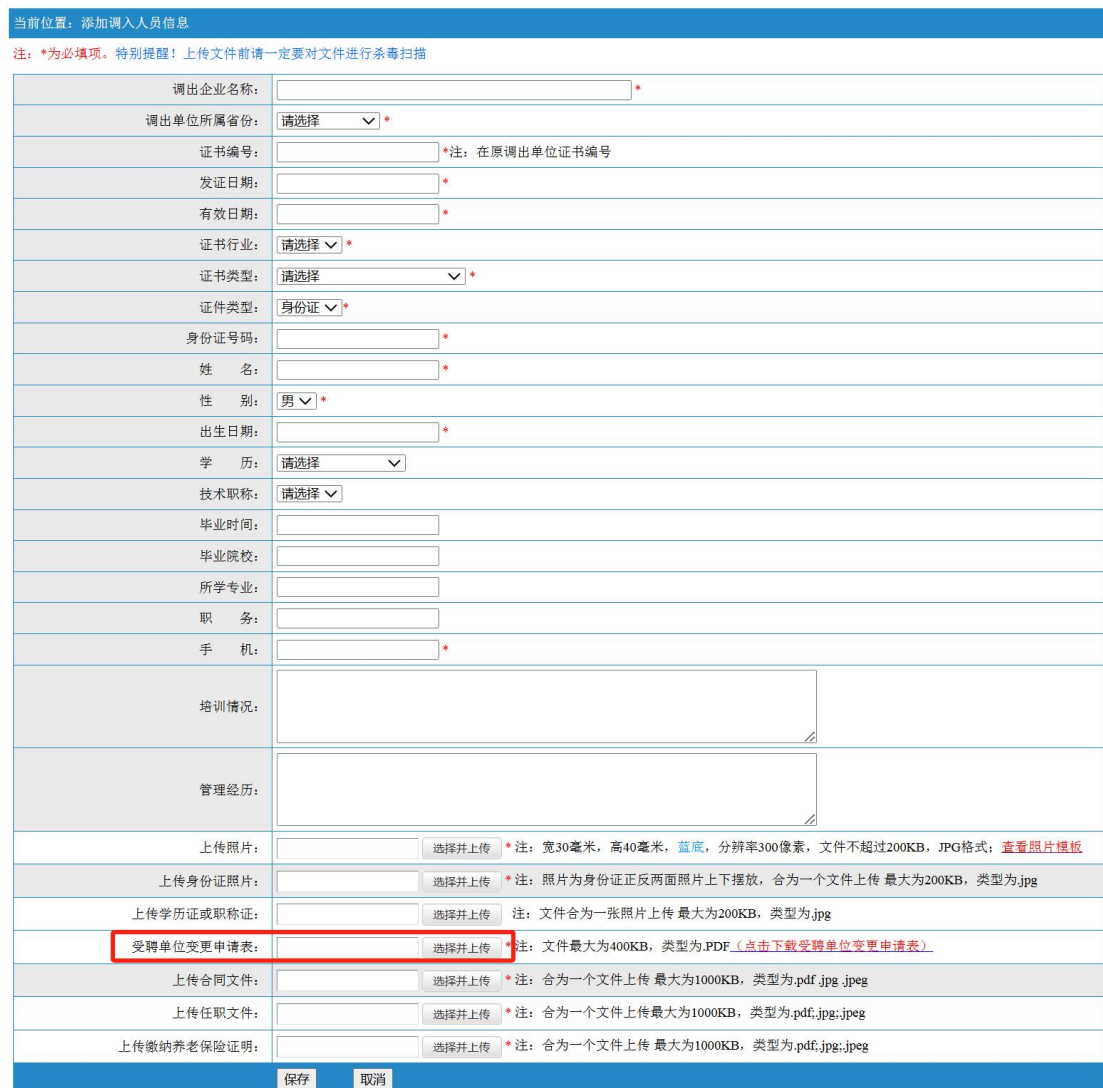 当前位置：添加调入人员信息
注：*为必填项。特别提醒！上传文件前请一定要对文件进行杀毒扫描
调出企业名称： *
调出单位所属省份： 请选择 *
证书编号： *注：在原调出单位证书编号
发证日期： *
有效日期： *
证书行业： 请选择 *
证书类型： 请选择 *
证件类型： 身份证 *
身份证号码： *
姓 名： *
性 别： 男 *
出生日期： *
学 历： 请选择
技术职称： 请选择
毕业时间：
毕业院校：
所学专业：
职 务：
手 机： *
培训情况：
管理经历：
上传照片： 选择并上传 *注：宽30毫米，高40毫米，蓝底，分辨率300像素，文件不超过200KB，JPG格式；查看照片模板
上传身份证照片： 选择并上传 *注：照片为身份证正反两面照片上下摆放，合为一个文件上传 最大为200KB，类型为.jpg
上传学历证或职称证： 选择并上传 注：文件合为一张照片上传 最大为200KB，类型为.jpg
受聘单位变更申请表： 选择并上传 *注：文件最大为400KB，类型为.PDF（点击下载受聘单位变更申请表）
上传合同文件： 选择并上传 *注：合为一个文件上传 最大为1000KB，类型为.pdf .jpg .jpeg
上传任职文件： 选择并上传 *注：合为一个文件上传最大为1000KB，类型为.pdf;.jpg;.jpeg
上传缴纳养老保险证明： 选择并上传 *注：合为一个文件上传 最大为1000KB，类型为.pdf;.jpg;.jpeg
保存 取消